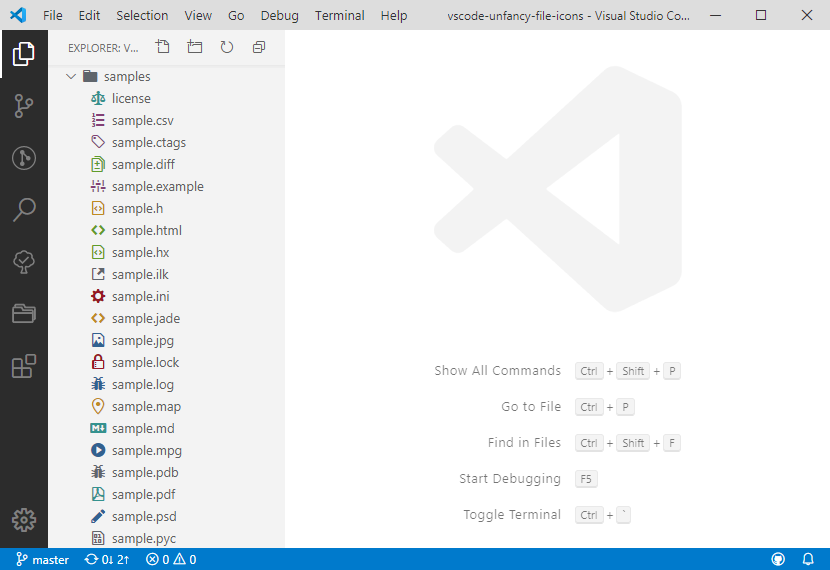 File Edit Selection View Go Debug Terminal Help vscode-unfancy-file-icons - Visual Studio Co...
EXPLORER: V...
samples
license
sample.csv
sample.ctags
sample.diff
sample.example
sample.h
sample.html
sample.hx
sample.ilk
sample.ini
sample.jade
sample.jpg
sample.lock
sample.log
sample.map
sample.md
sample.mpg
sample.pdb
sample.pdf
sample.psd
sample.pyc
Show All Commands Ctrl + Shift + P
Go to File Ctrl + P
Find in Files Ctrl + Shift + F
Start Debugging F5
Toggle Terminal Ctrl + `
master 0↓ 2↑ 0 0